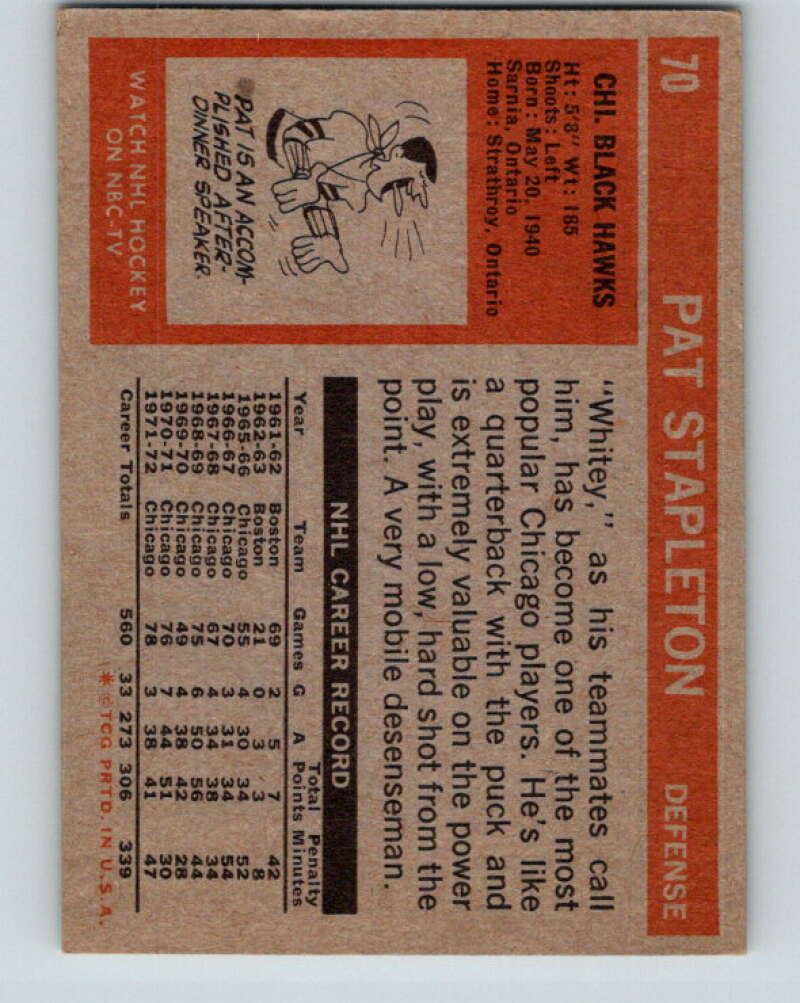 70 PAT STAPLETON DEFENSE
CHI. BLACK HAWKS
Ht: 5'8" Wt: 185
Shoots: Left
Born: May 20, 1940
Sarnia, Ontario
Home: Strathroy, Ontario
PAT IS AN ACCOM-
PLISHED AFTER-
DINNER SPEAKER.
WATCH NHL HOCKEY
ON NBC-TV
"Whitey," as his teammates call
him, has become one of the most
popular Chicago players. He's like
a quarterback with the puck and
is extremely valuable on the power
play, with a low, hard shot from the
point. A very mobile desenseman.
NHL CAREER RECORD
Total Penalty
Year Team Games G A Points Minutes
1961-62 Boston 69 2 5 7 42
1962-63 Boston 21 0 3 3 8
1965-66 Chicago 55 4 30 34 52
1966-67 Chicago 70 3 31 34 54
1967-68 Chicago 67 4 34 38 34
1968-69 Chicago 75 6 50 56 44
1969-70 Chicago 49 4 38 42 28
1970-71 Chicago 76 7 44 51 30
1971-72 Chicago 78 3 38 41 47
Career Totals 560 33 273 306 339
* © TCG PRTD. IN U.S.A.